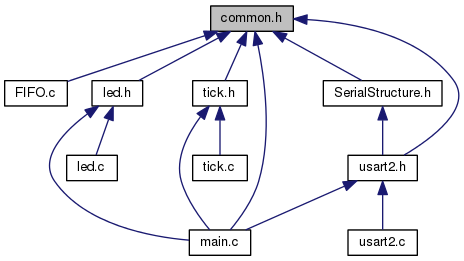 common.h
FIFO.c
led.h
tick.h
SerialStructure.h
led.c
tick.c
usart2.h
main.c
usart2.c